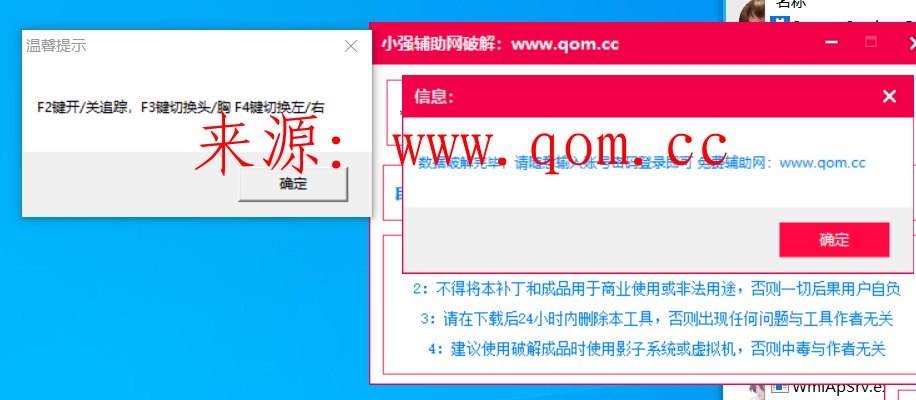 名称
温馨提示
F2键开/关追踪，F3键切换头/胸 F4键切换左/右
确定
小强辅助网破解：www.qom.cc
信息：
数据破解完毕，请随意输入账号密码登录即可 免费辅助网：www.qom.cc
确定
来源：www.qom.cc
2：不得将本补丁和成品用于商业使用或非法用途，否则一切后果用户自负
3：请在下载后24小时内删除本工具，否则出现任何问题与工具作者无关
4：建议使用破解成品时使用影子系统或虚拟机，否则中毒与作者无关
WmiApSrv.e